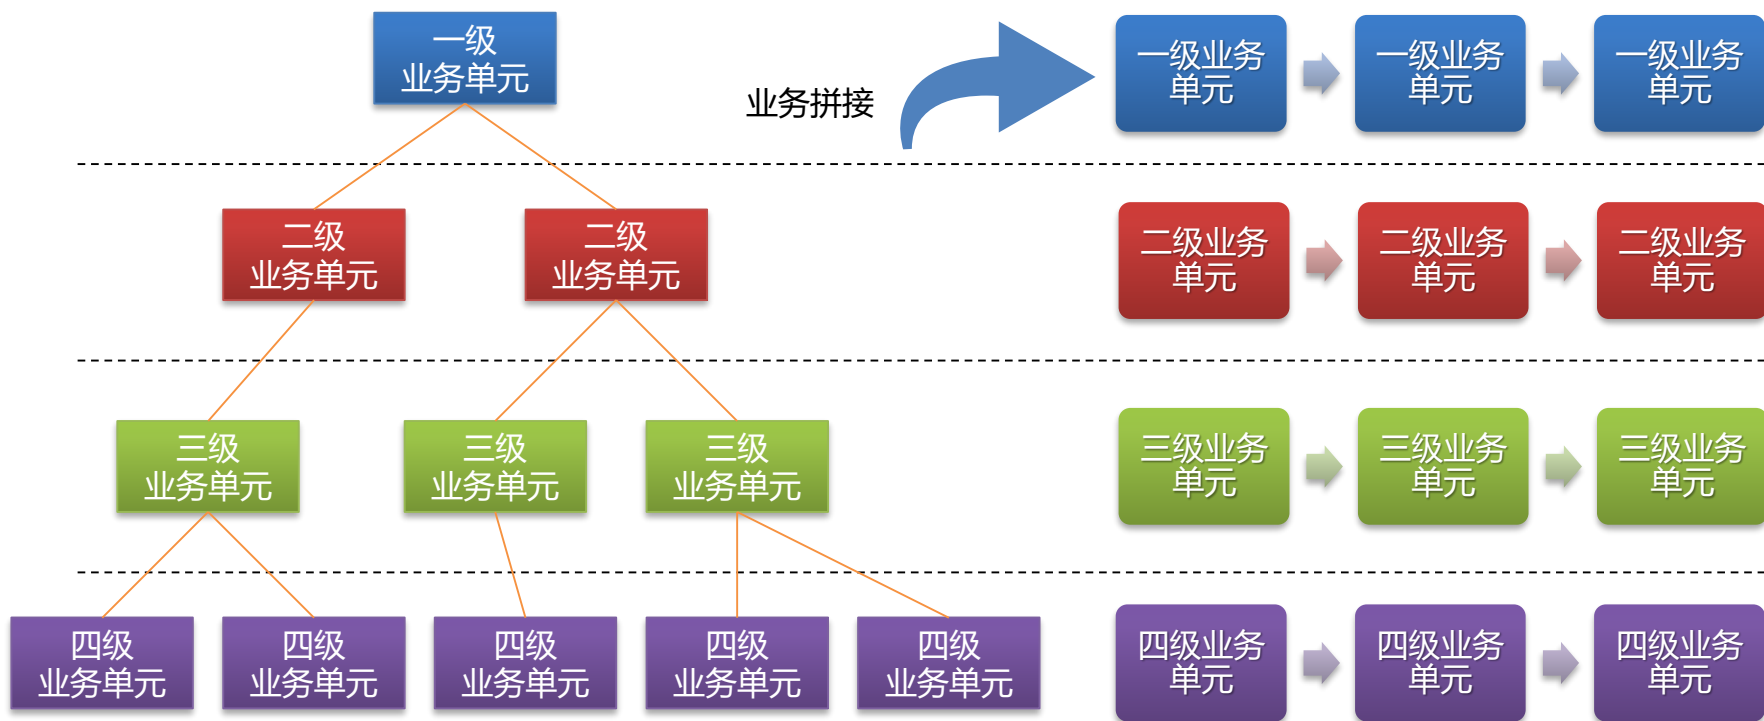 一级
业务单元
业务拼接
一级业务
单元
一级业务
单元
一级业务
单元
二级
业务单元
二级
业务单元
二级业务
单元
二级业务
单元
二级业务
单元
三级
业务单元
三级
业务单元
三级
业务单元
三级业务
单元
三级业务
单元
三级业务
单元
四级
业务单元
四级
业务单元
四级
业务单元
四级
业务单元
四级
业务单元
四级业务
单元
四级业务
单元
四级业务
单元